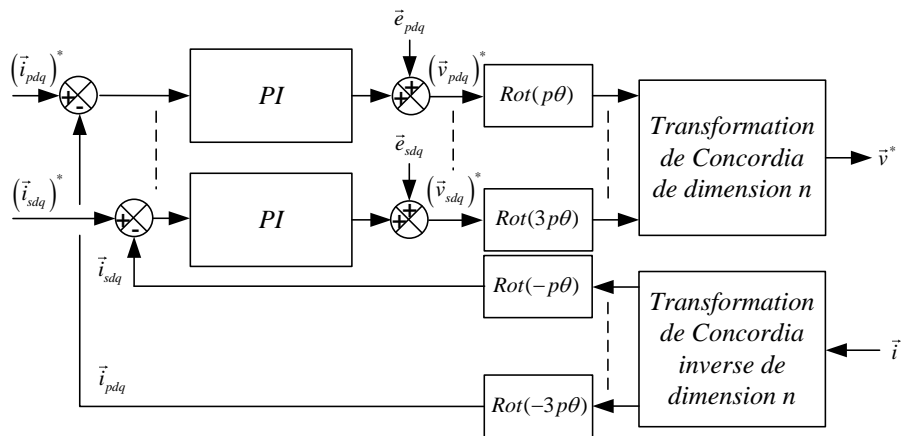 (i⃗pdq)*
+
-
PI
e⃗pdq
+
+
(v⃗pdq)*
Rot(pθ)
Transformation
de Concordia
de dimension n
v⃗*
(i⃗sdq)*
+
-
PI
e⃗sdq
+
+
(v⃗sdq)*
Rot(3pθ)
i⃗sdq
Rot(−pθ)
Transformation
de Concordia
inverse de
dimension n
i⃗
i⃗pdq
Rot(−3pθ)